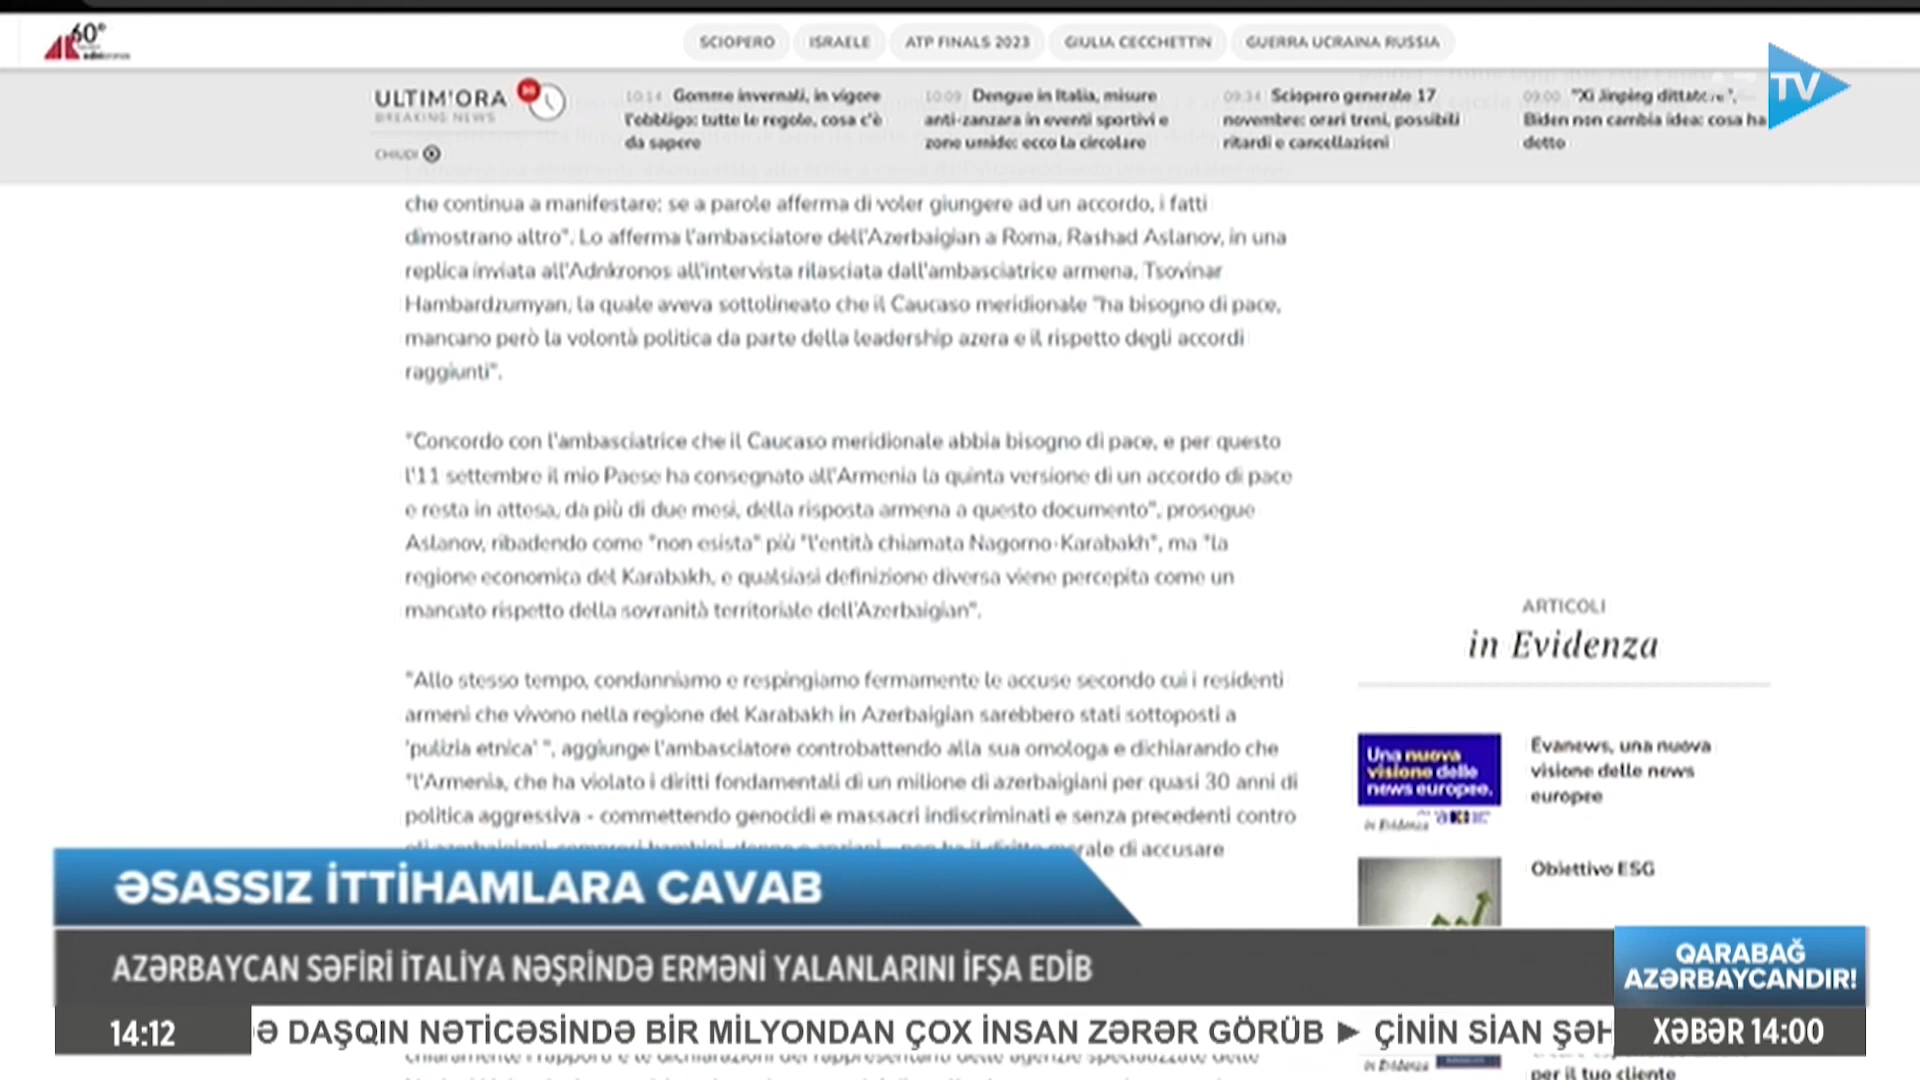 60°
SCIOPERO
ISRAELE
ATP FINALS 2023
GIULIA CECCHETTIN
GUERRA UCRAINA RUSSIA
TV
ULTIM'ORA
BREAKING NEWS
CHIUDI
10:14 Gomme invernali, in vigore
l'obbligo: tutte le regole, cosa c'è
da sapere
10:09 Dengue in Italia, misure
anti-zanzara in eventi sportivi e
zone umide: ecco la circolare
09:34 Sciopero generale 17
novembre: orari treni, possibili
ritardi e cancellazioni
09:00 "Xi Jinping dittatore",
Biden non cambia idea: cosa ha
detto
che continua a manifestare; se a parole afferma di voler giungere ad un accordo, i fatti
dimostrano altro". Lo afferma l'ambasciatore dell'Azerbaigian a Roma, Rashad Aslanov, in una
replica inviata all'Adnkronos all'intervista rilasciata dall'ambasciatrice armena, Tsovinar
Hambardzumyan, la quale aveva sottolineato che il Caucaso meridionale "ha bisogno di pace,
mancano però la volontà politica da parte della leadership azera e il rispetto degli accordi
raggiunti".
"Concordo con l'ambasciatrice che il Caucaso meridionale abbia bisogno di pace, e per questo
l'11 settembre il mio Paese ha consegnato all'Armenia la quinta versione di un accordo di pace
e resta in attesa, da più di due mesi, della risposta armena a questo documento", prosegue
Aslanov, ribadendo come "non esista" più "l'entità chiamata Nagorno-Karabakh", ma "la
regione economica del Karabakh, e qualsiasi definizione diversa viene percepita come un
mancato rispetto della sovranità territoriale dell'Azerbaigian".
"Allo stesso tempo, condanniamo e respingiamo fermamente le accuse secondo cui i residenti
armeni che vivono nella regione del Karabakh in Azerbaigian sarebbero stati sottoposti a
'pulizia etnica' ", aggiunge l'ambasciatore controbattendo alla sua omologa e dichiarando che
"l'Armenia, che ha violato i diritti fondamentali di un milione di azerbaigiani per quasi 30 anni di
politica aggressiva - commettendo genocidi e massacri indiscriminati e senza precedenti contro
di accusare
ARTICOLI
in Evidenza
Una nuova
visione delle
news europee.
in Evidenza
Evanews, una nuova
visione delle news
europee
Obiettivo ESG
ƏSASSIZ İTTİHAMLARA CAVAB
AZƏRBAYCAN SƏFİRİ İTALİYA NƏŞRİNDƏ ERMƏNİ YALANLARINI İFŞA EDİB
QARABAĞ
AZƏRBAYCANDIR!
14:12
Ə DAŞQIN NƏTİCƏSİNDƏ BİR MİLYONDAN ÇOX İNSAN ZƏRƏR GÖRÜB ► ÇİNİN SİAN ŞƏH
XƏBƏR 14:00
in Evidenza
per il tuo cliente